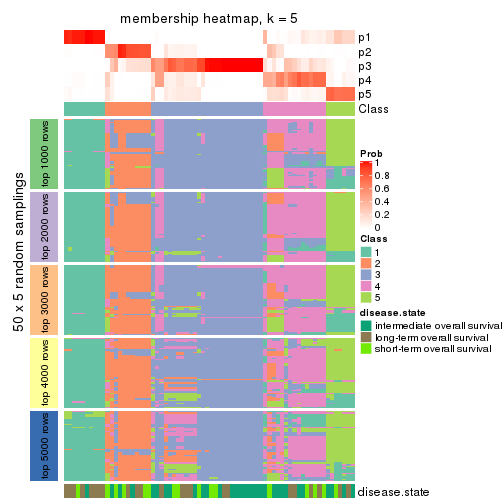 membership heatmap, k = 5
p1
p2
p3
p4
p5
Class
50 x 5 random samplings
top 1000 rows
top 2000 rows
top 3000 rows
top 4000 rows
top 5000 rows
Prob
1
0.8
0.6
0.4
0.2
0
Class
1
2
3
4
5
disease.state
intermediate overall survival
long-term overall survival
short-term overall survival
disease.state